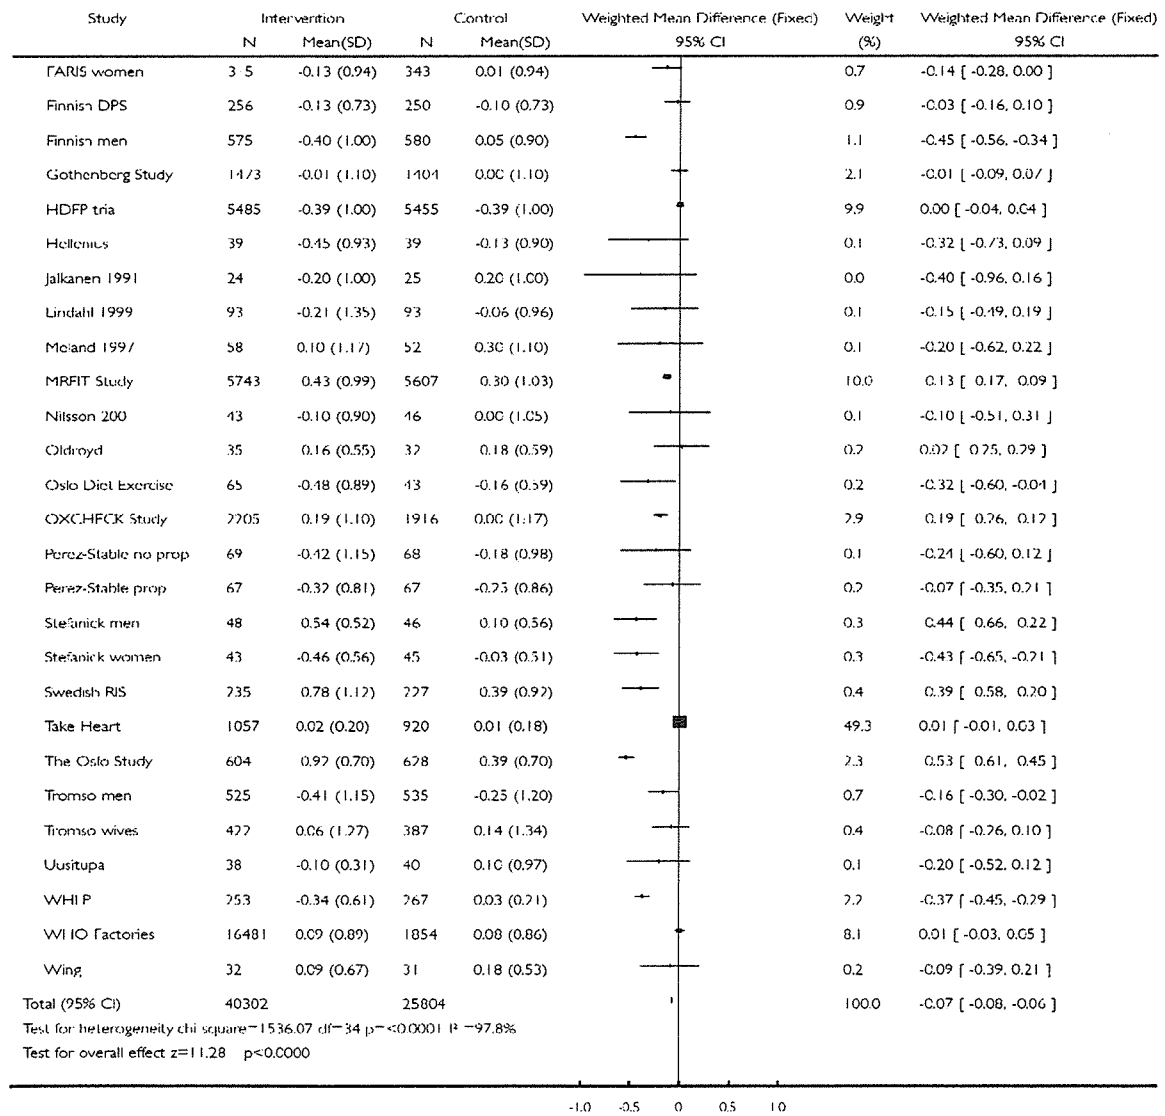 Study Intervention Control Weighted Mean Difference (Fixed) Weight Weighted Mean Difference (Fixed)
N Mean(SD) N Mean(SD) 95% CI (%) 95% CI
women -0.13 (0.94) 343 0.01 (0.94) 0.7 -0.14 [ -0.28, 0.00 ]
Finnish DPS 256 -0.13 (0.73) 250 -0.10 (0.73) 0.9 -0.03 [ -0.16, 0.10 ]
Finnish men 575 -0.40 (1.00) 580 0.05 (0.90) 1.1 -0.45 [ -0.56, -0.34 ]
Gothenberg Study 1473 -0.01 (1.10) 1404 0.00 (1.10) 2.1 -0.01 [ -0.09, 0.07 ]
HDFP tria 5485 -0.39 (1.00) 5455 -0.39 (1.00) 9.9 0.00 [ -0.04, 0.04 ]
Hellenius 39 -0.45 (0.93) 39 -0.13 (0.90) 0.1 -0.32 [ -0.73, 0.09 ]
Jalkanen 1991 24 -0.20 (1.00) 25 0.20 (1.00) 0.0 -0.40 [ -0.96, 0.16 ]
Lindahl 1999 93 -0.21 (1.35) 93 -0.06 (0.96) 0.1 -0.15 [ -0.49, 0.19 ]
Meland 1997 58 0.10 (1.17) 52 0.30 (1.10) 0.1 -0.20 [ -0.62, 0.22 ]
MRFIT Study 5743 0.43 (0.99) 5607 0.30 (1.03) 10.0 0.13 [ 0.17, 0.09 ]
Nilsson 200 43 -0.10 (0.90) 46 0.00 (1.05) 0.1 -0.10 [ -0.51, 0.31 ]
Oldroyd 35 0.16 (0.55) 32 0.18 (0.59) 0.2 0.02 [ 0.25, 0.29 ]
Oslo Diet Exercise 65 -0.48 (0.89) 43 -0.16 (0.59) 0.2 -0.32 [ -0.60, -0.04 ]
OXCHECK Study 2205 0.19 (1.10) 1916 0.00 (1.17) 2.9 0.19 [ 0.26, 0.12 ]
Perez-Stable no prop 69 -0.42 (1.15) 68 -0.18 (0.98) 0.1 -0.24 [ -0.60, 0.12 ]
Perez-Stable prop 67 -0.32 (0.81) 67 -0.25 (0.86) 0.2 -0.07 [ -0.35, 0.21 ]
Stefanick men 48 0.54 (0.52) 46 0.10 (0.56) 0.3 0.44 [ 0.66, 0.22 ]
Stefanick women 43 -0.46 (0.56) 45 -0.03 (0.51) 0.3 -0.43 [ -0.65, -0.21 ]
Swedish RIS 235 0.78 (1.12) 227 0.39 (0.92) 0.4 0.39 [ 0.58, 0.20 ]
Take Heart 1057 0.02 (0.20) 920 0.01 (0.18) 49.3 0.01 [ -0.01, 0.03 ]
The Oslo Study 604 0.92 (0.70) 628 0.39 (0.70) 2.3 0.53 [ 0.61, 0.45 ]
Tromso men 525 -0.41 (1.15) 535 -0.25 (1.20) 0.7 -0.16 [ -0.30, -0.02 ]
Tromso wives 422 0.06 (1.27) 387 0.14 (1.34) 0.4 -0.08 [ -0.26, 0.10 ]
Uusitupa 38 -0.10 (0.31) 40 0.10 (0.97) 0.1 -0.20 [ -0.52, 0.12 ]
WHLP 253 -0.34 (0.61) 267 0.03 (0.21) 2.2 -0.37 [ -0.45, -0.29 ]
WHO Factories 16481 0.09 (0.89) 1854 0.08 (0.86) 8.1 0.01 [ -0.03, 0.05 ]
Wing 32 0.09 (0.67) 31 0.18 (0.53) 0.2 -0.09 [ -0.39, 0.21 ]
Total (95% CI) 40302 25804 100.0 -0.07 [ -0.08, -0.06 ]
Test for heterogeneity chi square=1536.07 df=34 p=<0.0001 I² =97.8%
Test for overall effect z=11.28 p<0.0000
-1.0 -0.5 0 0.5 1.0